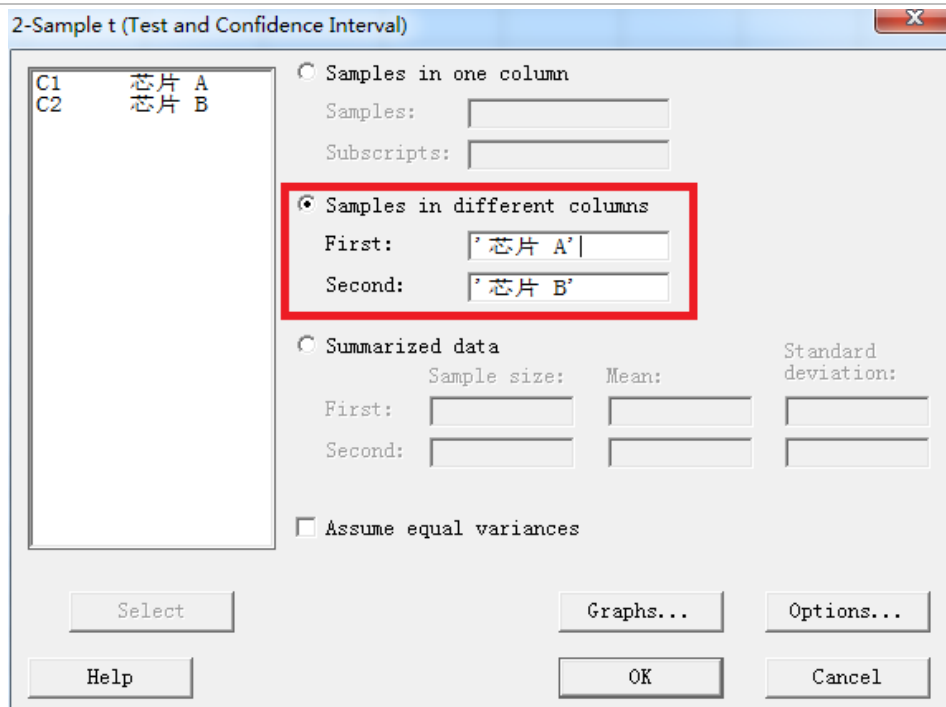 2-Sample t (Test and Confidence Interval)
C1 芯片 A
C2 芯片 B
Samples in one column
Samples:
Subscripts:
Samples in different columns
First: '芯片 A'
Second: '芯片 B'
Summarized data
Sample size: Mean: Standard deviation:
First:
Second:
Assume equal variances
Select Graphs... Options...
Help OK Cancel